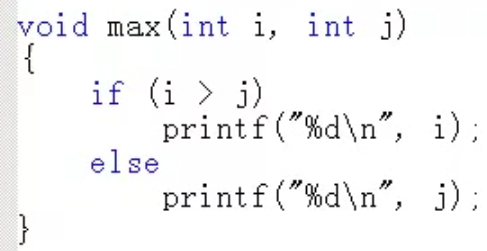 void max(int i, int j)
{
    if (i > j)
        printf("%d\n", i);
    else
        printf("%d\n", j);
}